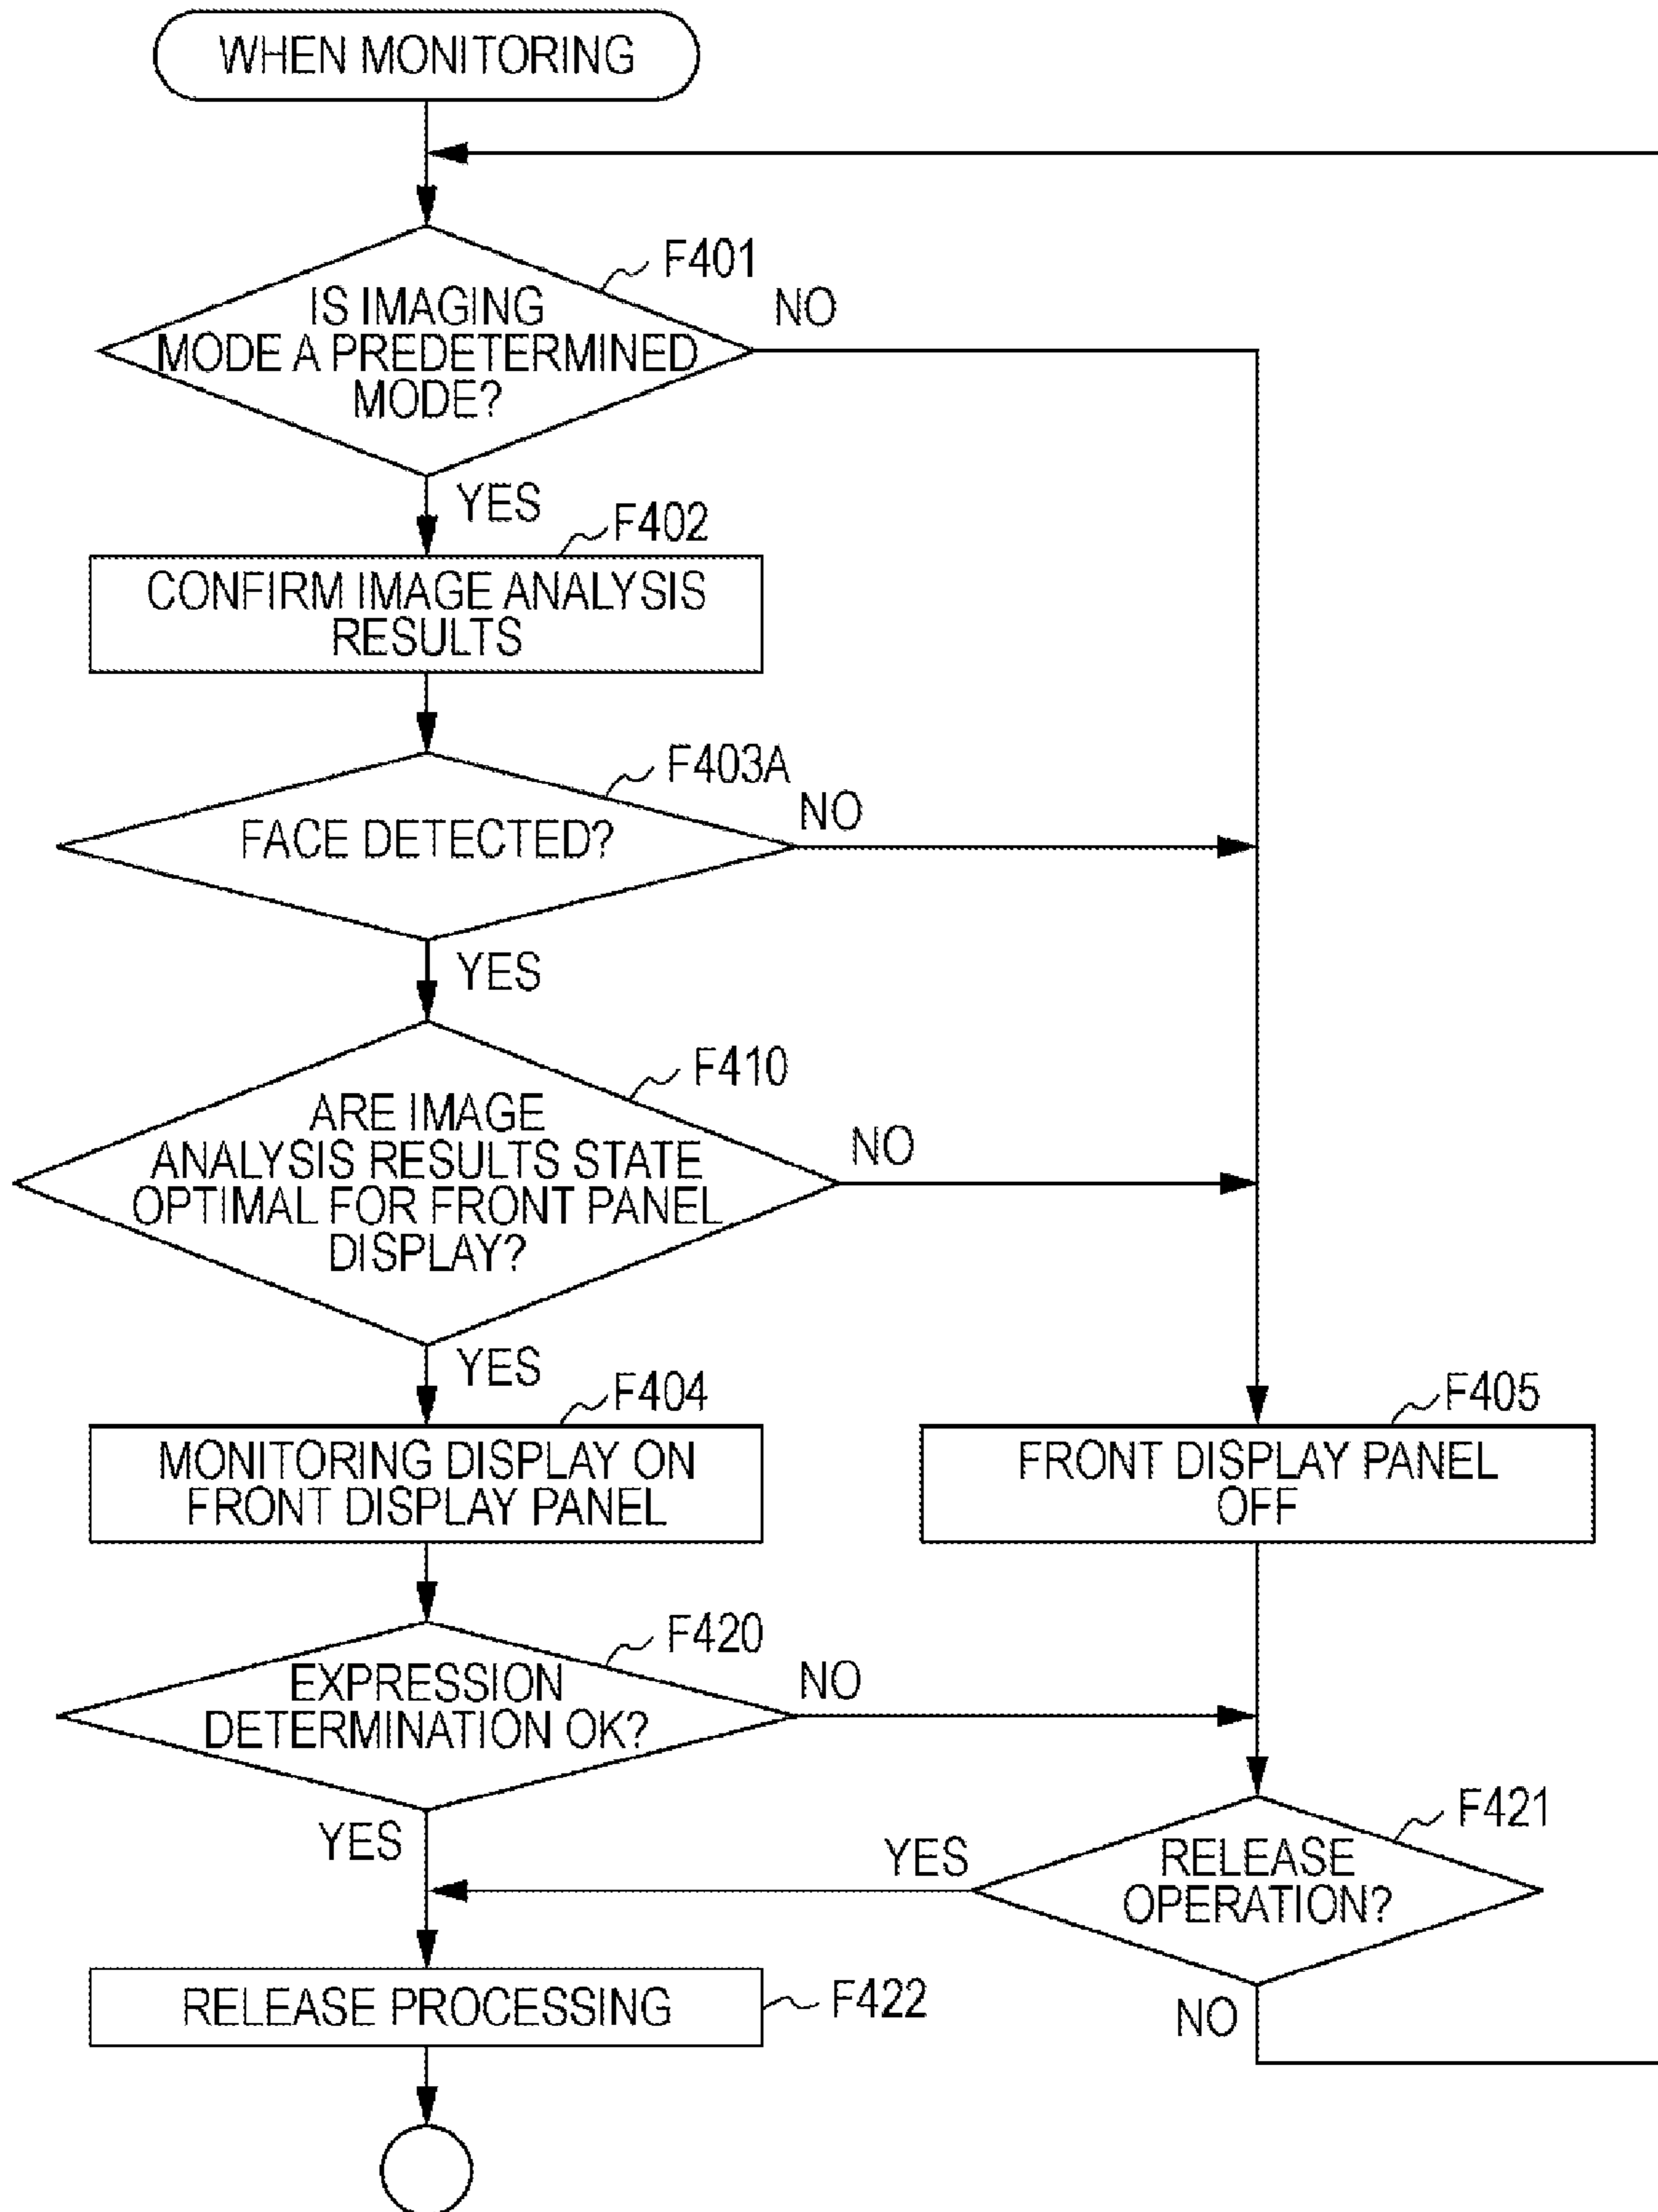 WHEN MONITORING
F401
IS IMAGING
MODE A PREDETERMINED
MODE?
NO
YES
F402
CONFIRM IMAGE ANALYSIS
RESULTS
F403A
FACE DETECTED?
NO
YES
F410
ARE IMAGE
ANALYSIS RESULTS STATE
OPTIMAL FOR FRONT PANEL
DISPLAY?
NO
YES
F404
MONITORING DISPLAY ON
FRONT DISPLAY PANEL
F405
FRONT DISPLAY PANEL
OFF
F420
EXPRESSION
DETERMINATION OK?
NO
YES
F421
RELEASE
OPERATION?
YES
NO
RELEASE PROCESSING
F422